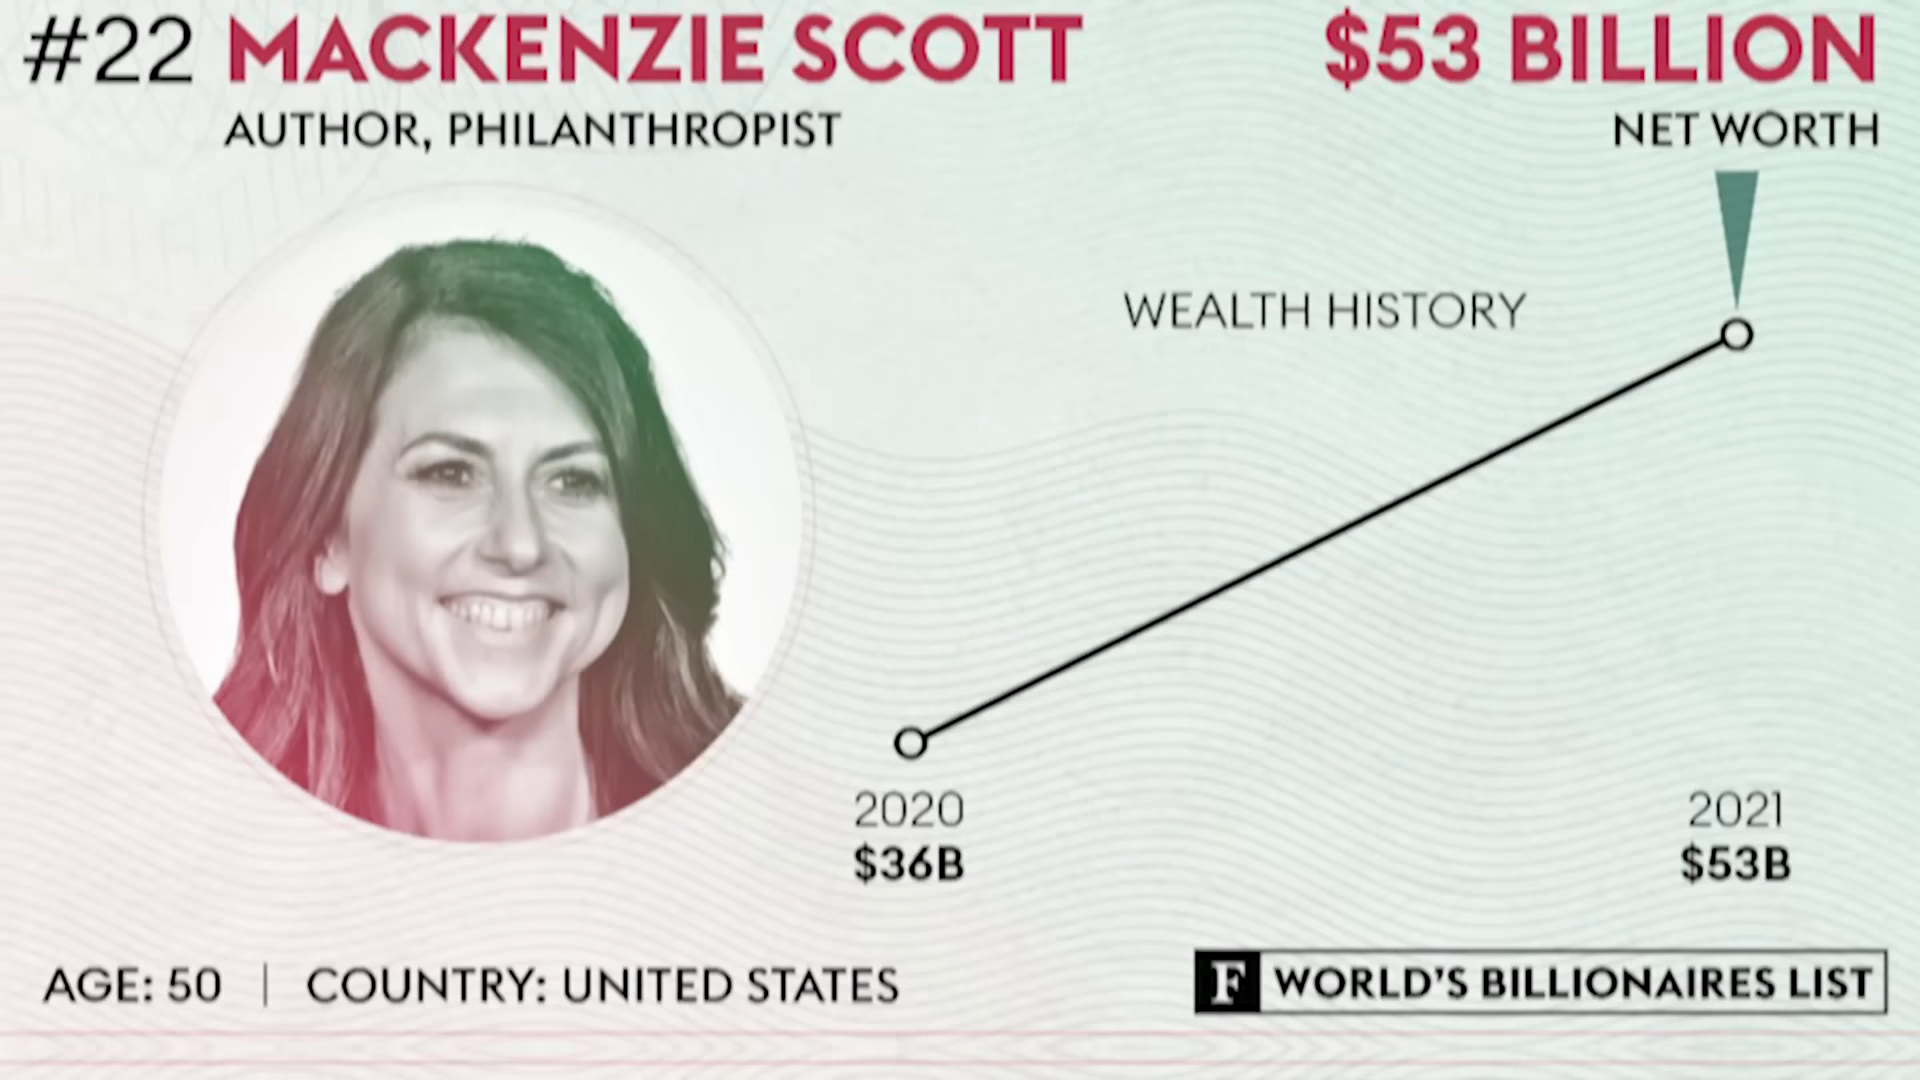 #22 MACKENZIE SCOTT
$53 BILLION
AUTHOR, PHILANTHROPIST
NET WORTH
WEALTH HISTORY
2020
$36B
2021
$53B
AGE: 50 | COUNTRY: UNITED STATES
F WORLD'S BILLIONAIRES LIST